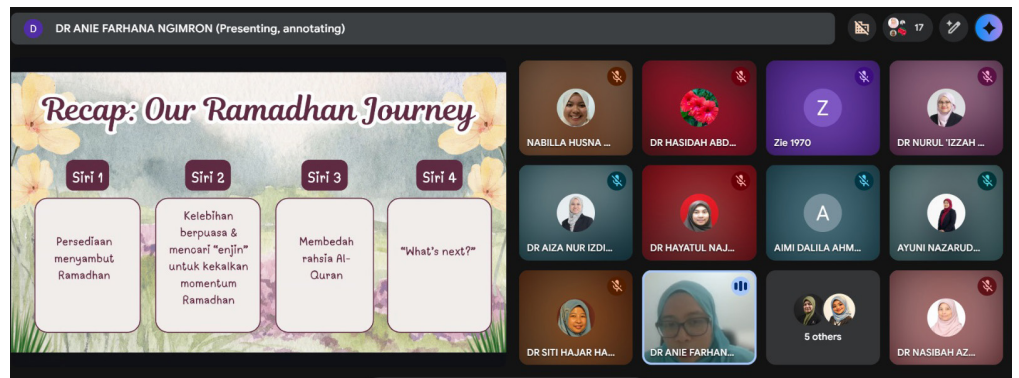 D
DR ANIE FARHANA NGIMRON (Presenting, annotating)
17
Recap: Our Ramadhan Journey
Siri 1
Siri 2
Siri 3
Siri 4
Persediaan
menyambut
Ramadhan
Kelebihan
berpuasa &
mencari "enjin"
untuk kekalkan
momentum
Ramadhan
Membedah
rahsia Al-
Quran
"What's next?"
NABILLA HUSNA ...
DR HASIDAH ABD...
Z
Zie 1970
DR NURUL 'IZZAH ...
DR AIZA NUR IZDI...
DR HAYATUL NAJ...
A
AIMI DALILA AHM...
AYUNI NAZARUD...
DR SITI HAJAR HA...
DR ANIE FARHAN...
5 others
DR NASIBAH AZ...